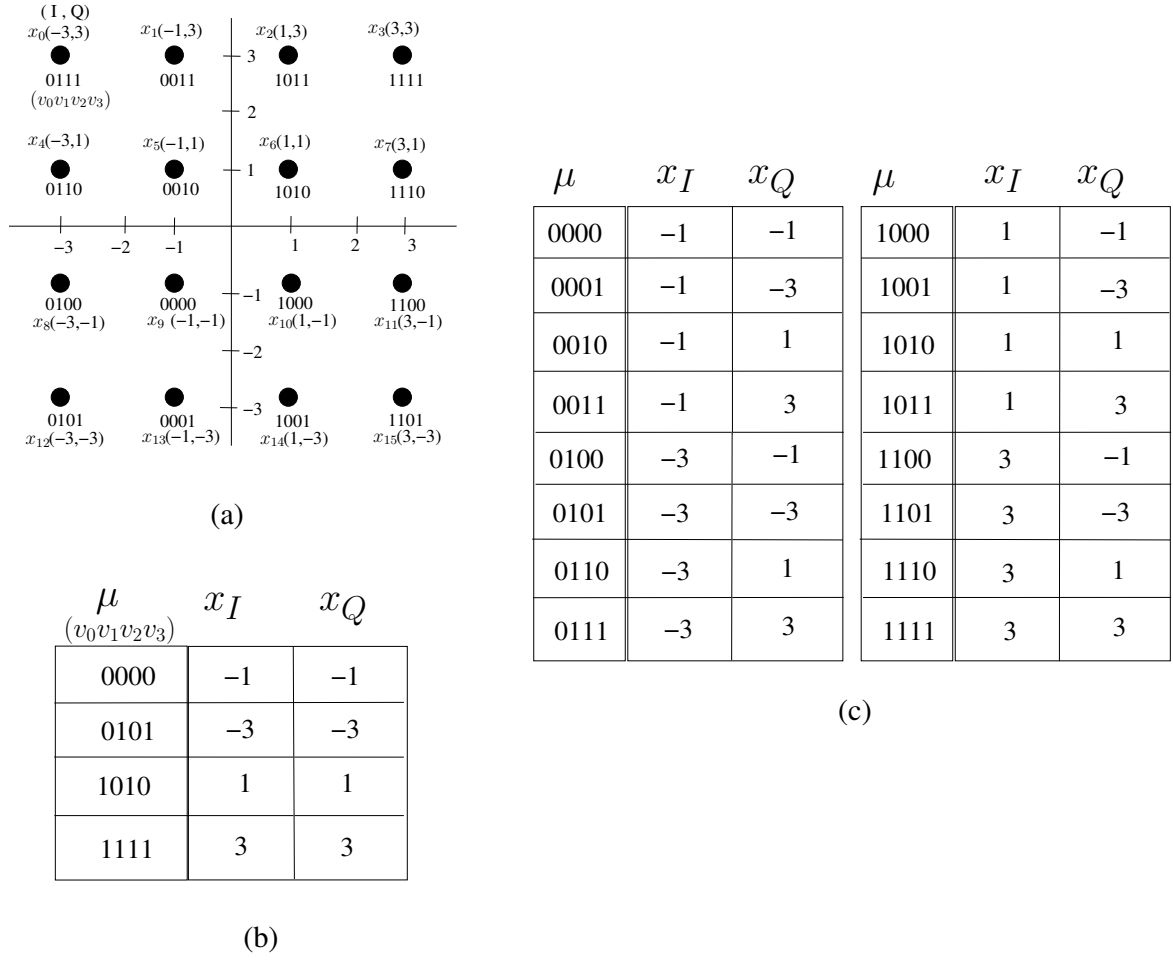 (I, Q)
x₀(−3,3) x₁(−1,3) x₂(1,3) x₃(3,3)
3
0111 0011 1011 1111
(v₀v₁v₂v₃)
2
x₄(−3,1) x₅(−1,1) x₆(1,1) x₇(3,1)
1
0110 0010 1010 1110
−3 −2 −1 1 2 3
−1
0100 0000 1000 1100
x₈(−3,−1) x₉ (−1,−1) x₁₀(1,−1) x₁₁(3,−1)
−2
−3
0101 0001 1001 1101
x₁₂(−3,−3) x₁₃(−1,−3) x₁₄(1,−3) x₁₅(3,−3)
(a)
μ x_I x_Q
(v₀v₁v₂v₃)
0000 −1 −1
0101 −3 −3
1010 1 1
1111 3 3
(b)
μ x_I x_Q μ x_I x_Q
0000 −1 −1 1000 1 −1
0001 −1 −3 1001 1 −3
0010 −1 1 1010 1 1
0011 −1 3 1011 1 3
0100 −3 −1 1100 3 −1
0101 −3 −3 1101 3 −3
0110 −3 1 1110 3 1
0111 −3 3 1111 3 3
(c)